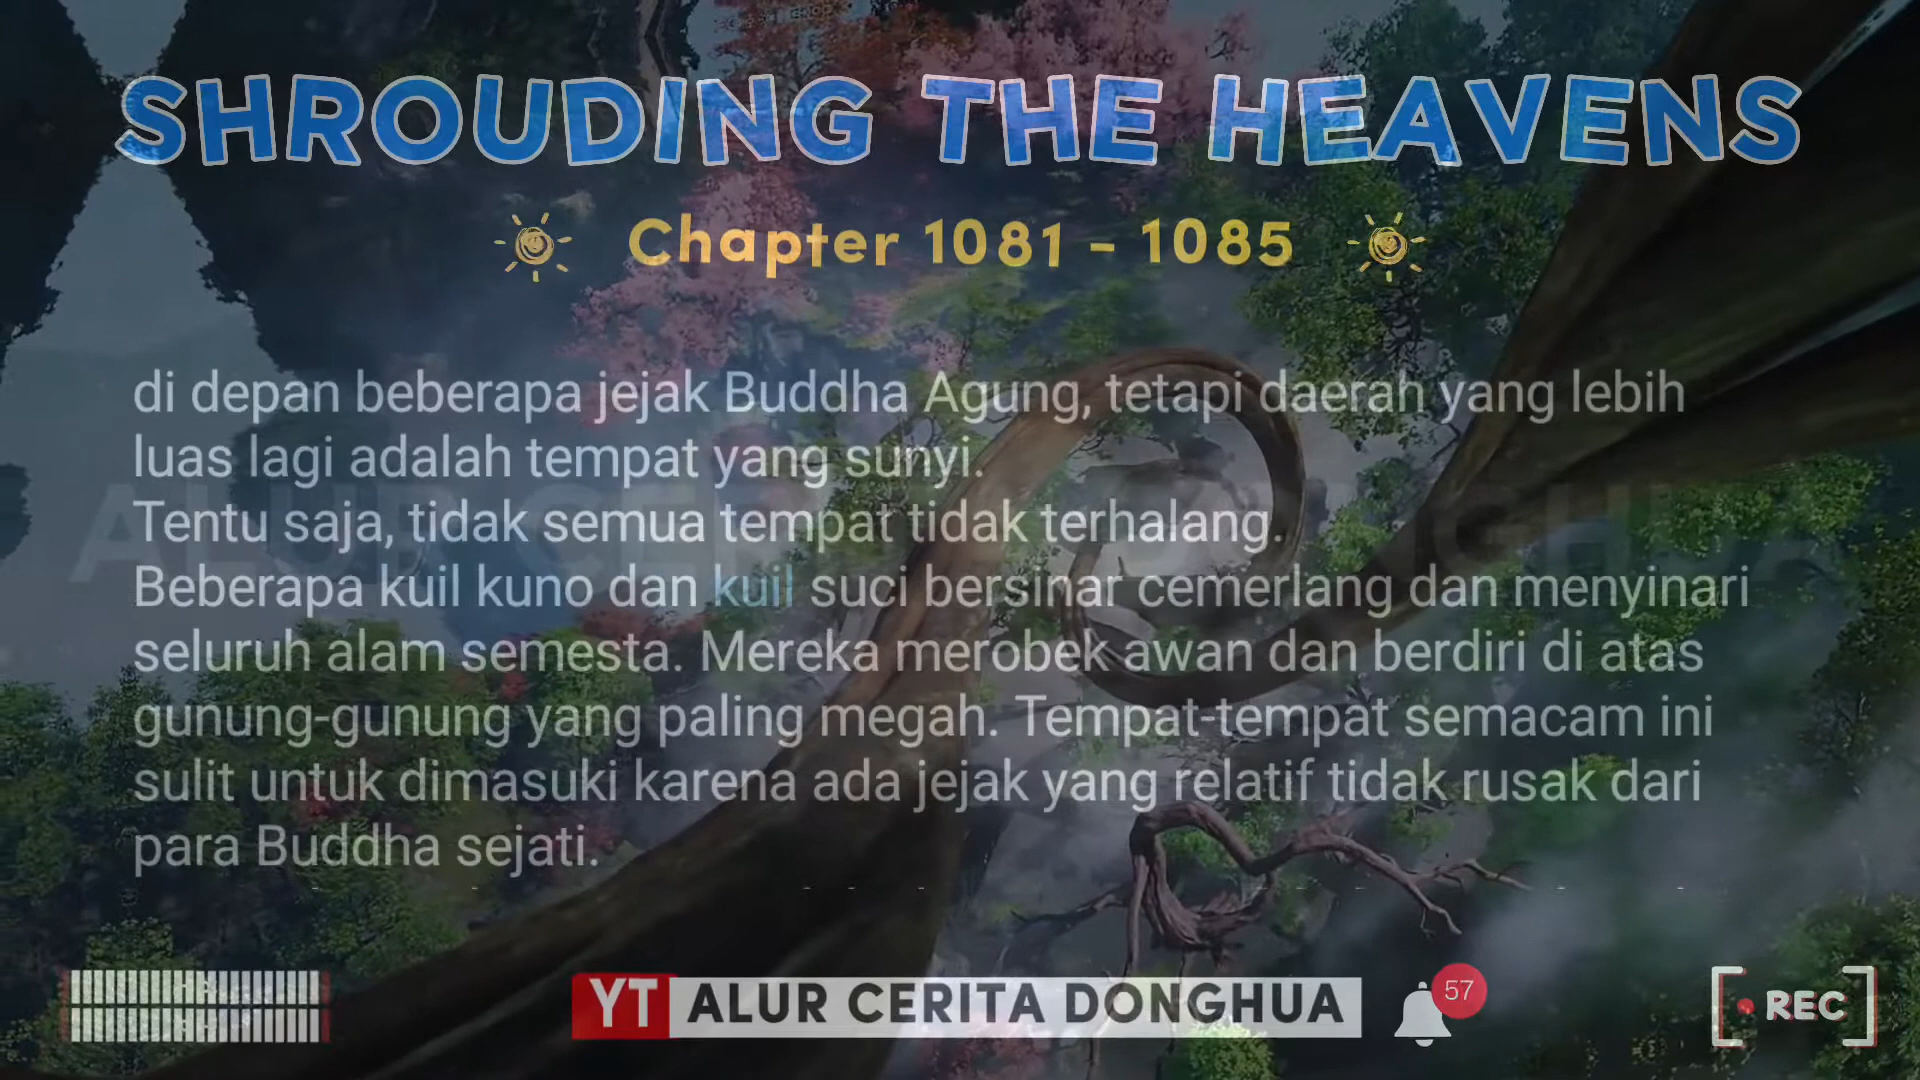 SHROUDING THE HEAVENS
Chapter 1081 - 1085
di depan beberapa jejak Buddha Agung, tetapi daerah yang lebih
luas lagi adalah tempat yang sunyi.
Tentu saja, tidak semua tempat tidak terhalang.
Beberapa kuil kuno dan kuil suci bersinar cemerlang dan menyinari
seluruh alam semesta. Mereka merobek awan dan berdiri di atas
gunung-gunung yang paling megah. Tempat-tempat semacam ini
sulit untuk dimasuki karena ada jejak yang relatif tidak rusak dari
para Buddha sejati.
ALUR CERITA DONGHUA
YT ALUR CERITA DONGHUA
57
REC